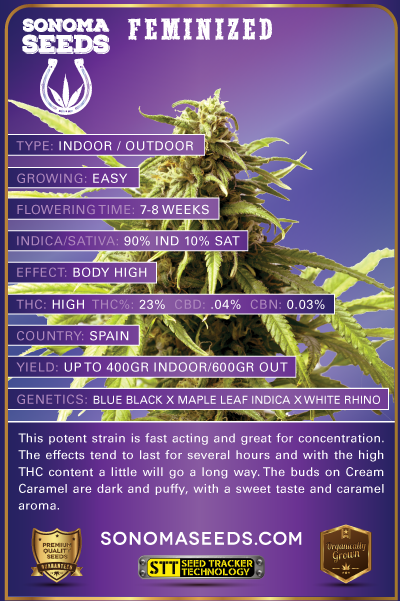 SONOMA
SEEDS
FEMINIZED
TYPE: INDOOR / OUTDOOR
GROWING: EASY
FLOWERING TIME: 7-8 WEEKS
INDICA/SATIVA: 90% IND 10% SAT
EFFECT: BODY HIGH
THC: HIGH THC%: 23% CBD: .04% CBN: 0.03%
COUNTRY: SPAIN
YIELD: UP TO 400GR INDOOR/600GR OUT
GENETICS: BLUE BLACK X MAPLE LEAF INDICA X WHITE RHINO
This potent strain is fast acting and great for concentration.
The effects tend to last for several hours and with the high
THC content a little will go a long way. The buds on Cream
Caramel are dark and puffy, with a sweet taste and caramel
aroma.
SONOMASEEDS.COM
PREMIUM
QUALITY
SEEDS
GUARANTEED
STT SEED TRACKER
TECHNOLOGY
Organically
Grown